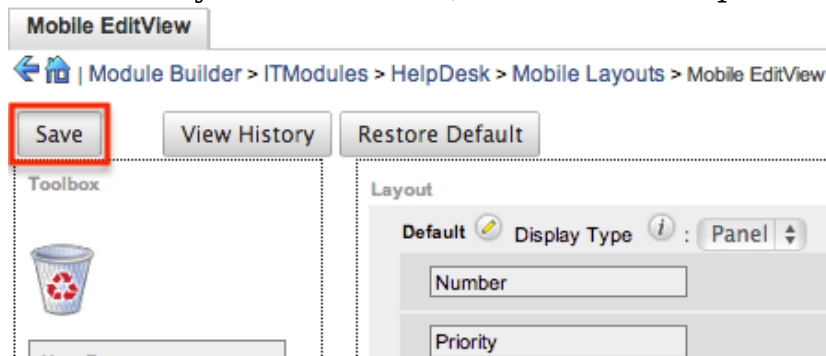 Mobile EditView
| Module Builder > ITModules > HelpDesk > Mobile Layouts > Mobile EditView
Save View History Restore Default
Toolbox
Layout
Default Display Type i : Panel
Number
Priority